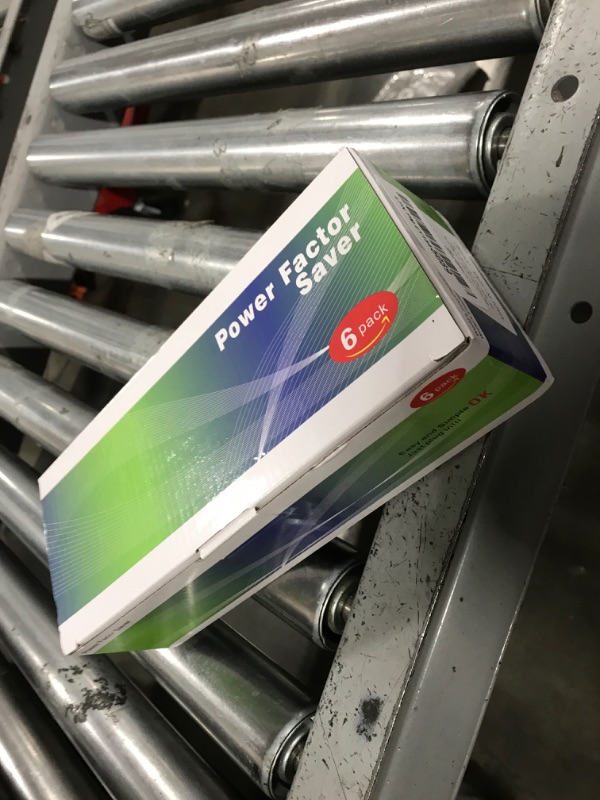 Power Factor
Saver
6 pack
6 pack
Easy and Simple OK